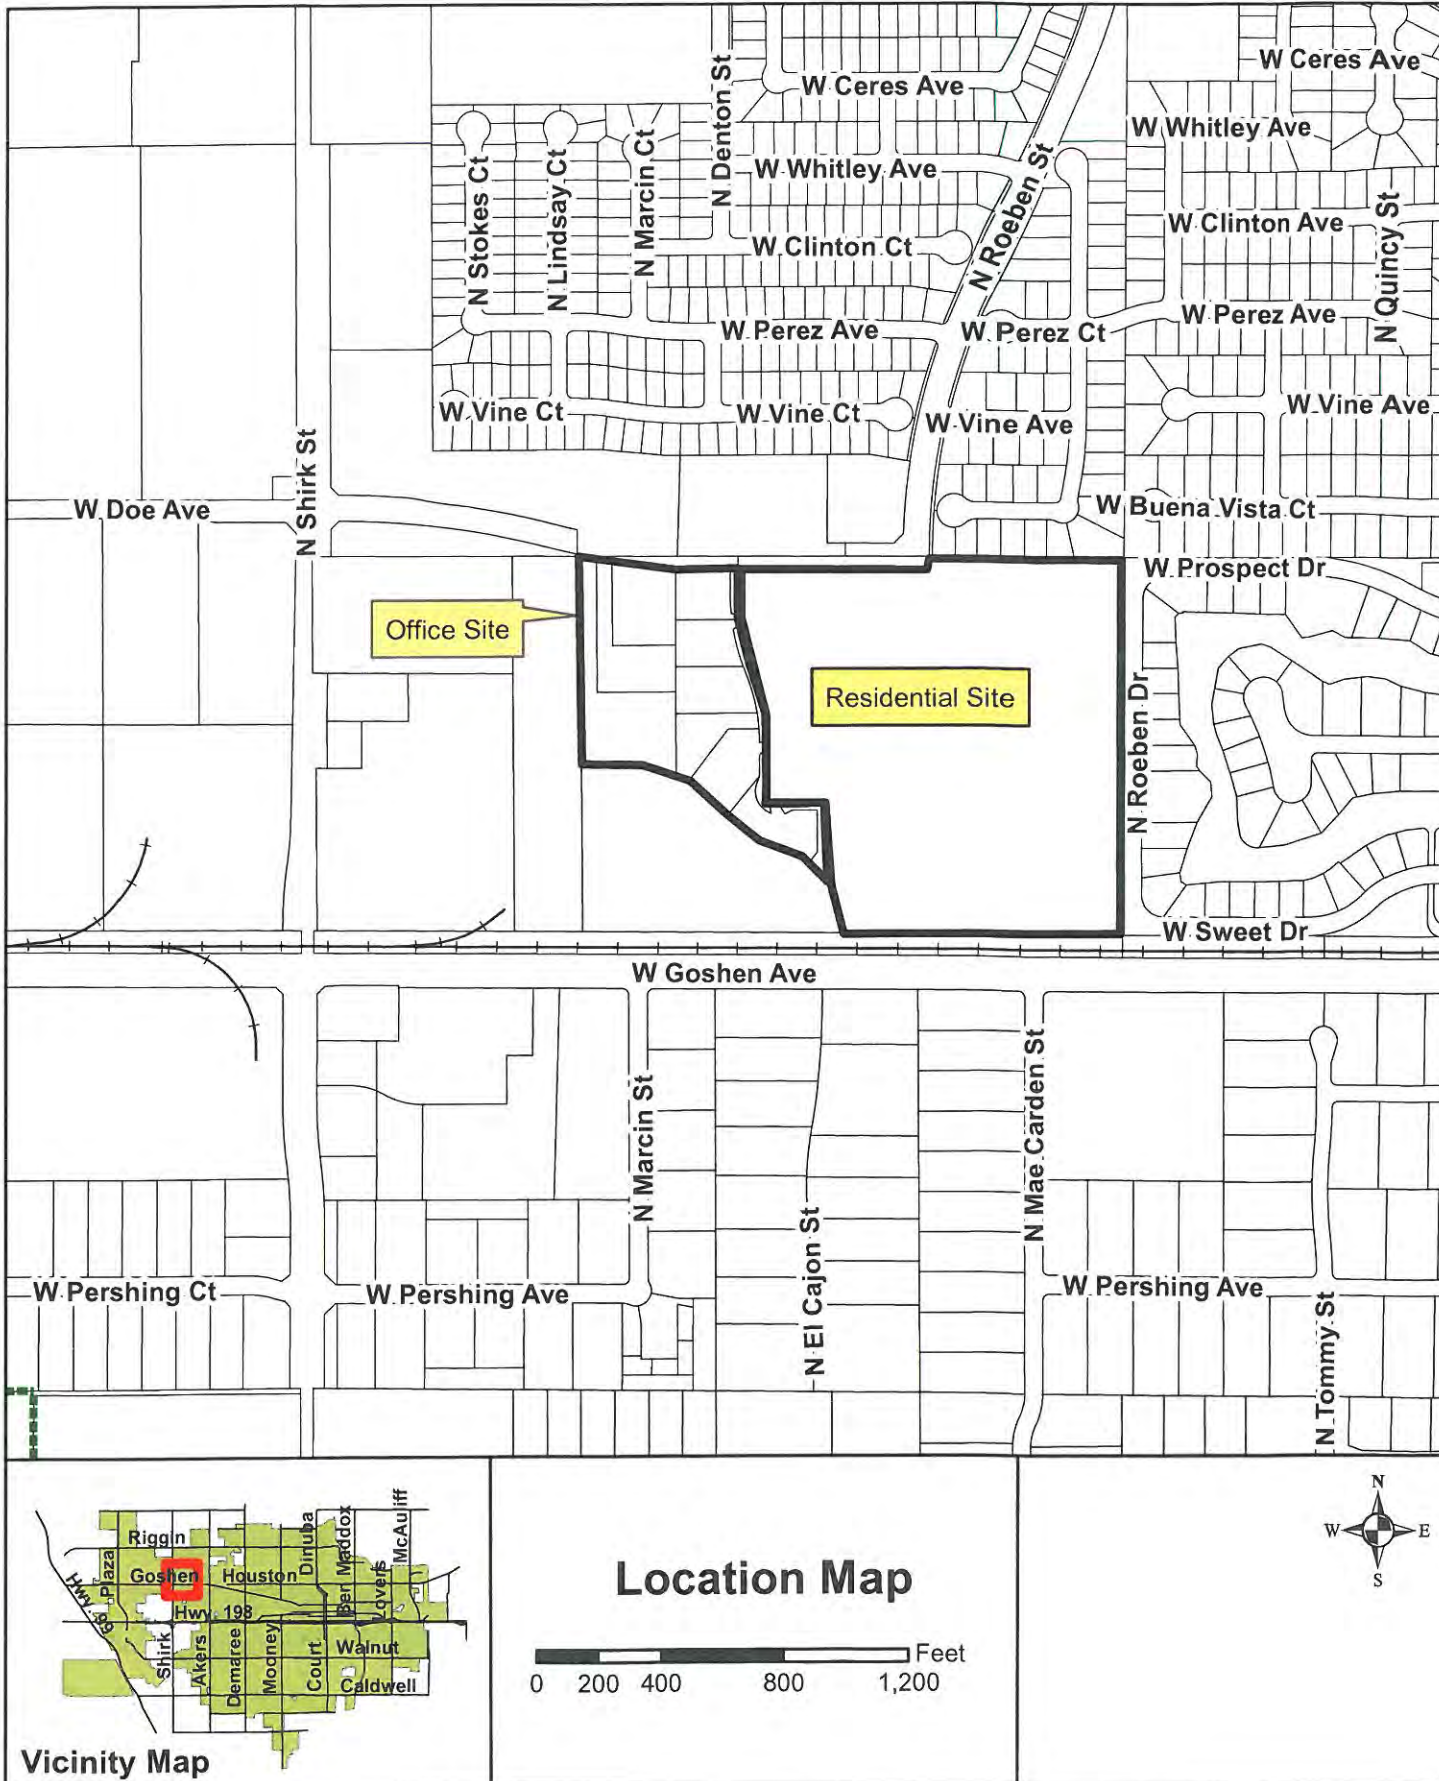 W Ceres Ave
W Ceres Ave
N Denton St
W Whitley Ave
W Whitley Ave
N Stokes Ct
N Lindsay Ct
N Marcin Ct
N Roeben St
W Clinton Ave
W Clinton Ct
N Quincy St
W Perez Ave
W Perez Ct
W Perez Ave
W Vine Ct
W Vine Ct
W Vine Ave
W Vine Ave
N Shirk St
W Doe Ave
W Buena Vista Ct
W Prospect Dr
Office Site
Residential Site
N Roeben Dr
W Sweet Dr
W Goshen Ave
N Marcin St
N Mae Carden St
N El Cajon St
W Pershing Ct
W Pershing Ave
W Pershing Ave
N Tommy St
Riggin
Plaza
Goshen
Houston
Dinuba
Ben Maddox
Lovers
McAuliff
Hwy. 99
Hwy. 198
Shirk
Akers
Demaree
Mooney
Court
Walnut
Caldwell
Vicinity Map
Location Map
Feet
0 200 400 800 1,200
N
W E
S